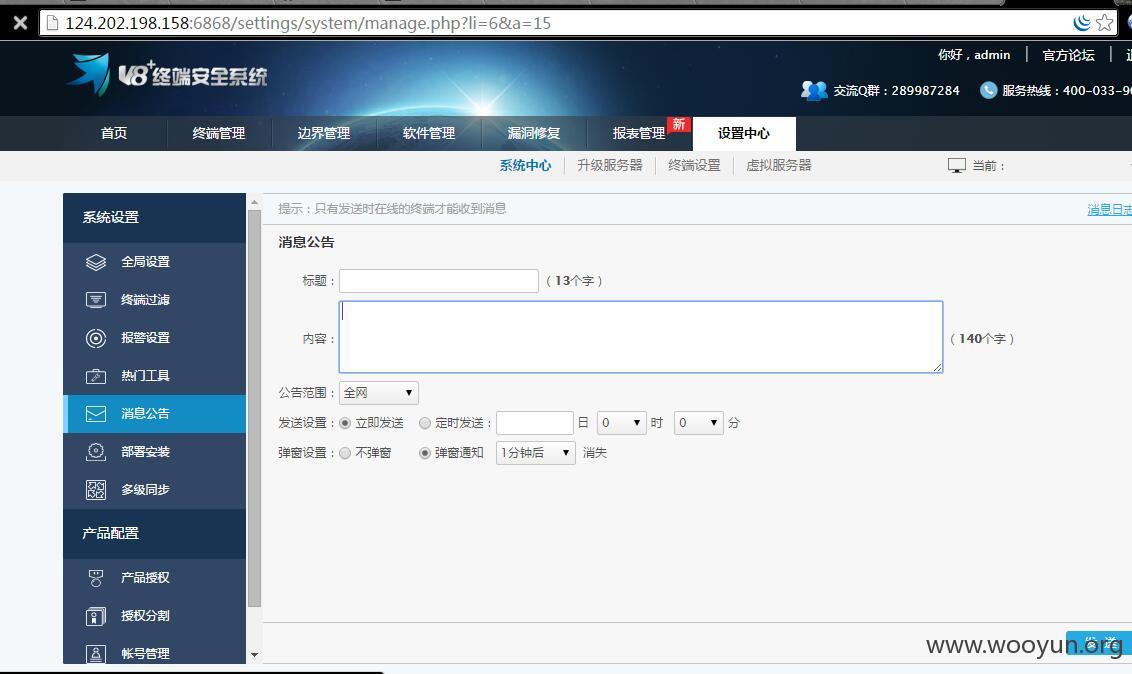 124.202.198.158:6868/settings/system/manage.php?li=6&a=15
V8+终端安全系统
你好，admin | 官方论坛 |
交流Q群：289987284 服务热线：400-033-9
首页 终端管理 边界管理 软件管理 漏洞修复 报表管理 新 设置中心
系统中心 升级服务器 终端设置 虚拟服务器 当前：
系统设置
全局设置
终端过滤
报警设置
热门工具
消息公告
部署安装
多级同步
产品配置
产品授权
授权分割
帐号管理
提示：只有发送时在线的终端才能收到消息 消息日志
消息公告
标题： （ 13个字 ）
内容： （ 140个字 ）
公告范围： 全网
发送设置： 立即发送 定时发送： 日 0 时 0 分
弹窗设置： 不弹窗 弹窗通知 1分钟后 消失
发 送
www.wooyun.org